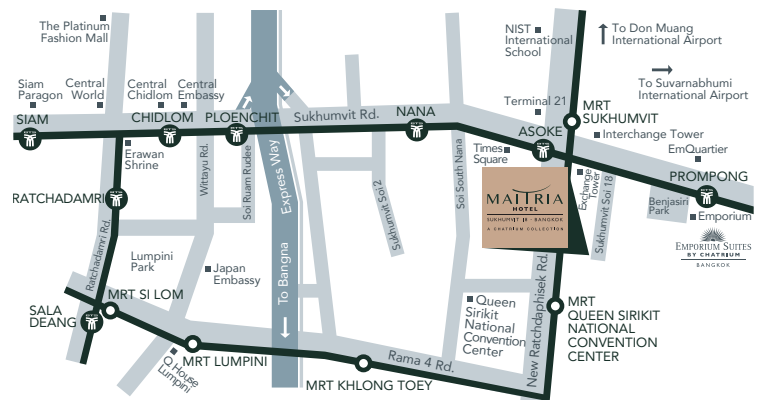 The Platinum
Fashion Mall
NIST
International
School
To Don Muang
International Airport
To Suvarnabhumi
International Airport
Siam
Paragon
Central
World
Central
Chidlom
Central
Embassy
Terminal 21
MRT
SUKHUMVIT
SIAM
CHIDLOM
PLOENCHIT
Sukhumvit Rd.
NANA
ASOKE
Interchange Tower
EmQuartier
PROMPONG
Erawan
Shrine
Wittayu Rd.
Soi Ruam Rudee
Express Way
Sukhumvit Soi 2
Soi South Nana
Times
Square
Exchange
Tower
Sukhumvit Soi 18
Benjasiri
Park
Emporium
RATCHADAMRI
Ratchadamri Rd.
MAITRIA
HOTEL
SUKHUMVIT 18 - BANGKOK
A CHATRIUM COLLECTION
EMPORIUM SUITES
BY CHATRIUM
BANGKOK
Lumpini
Park
Japan
Embassy
To Bangna
New Ratchdaphisek Rd.
MRT SI LOM
SALA
DEANG
Queen
Sirikit
National
Convention
Center
MRT
QUEEN SIRIKIT
NATIONAL
CONVENTION
CENTER
Q House
Lumpini
MRT LUMPINI
Rama 4 Rd.
MRT KHLONG TOEY